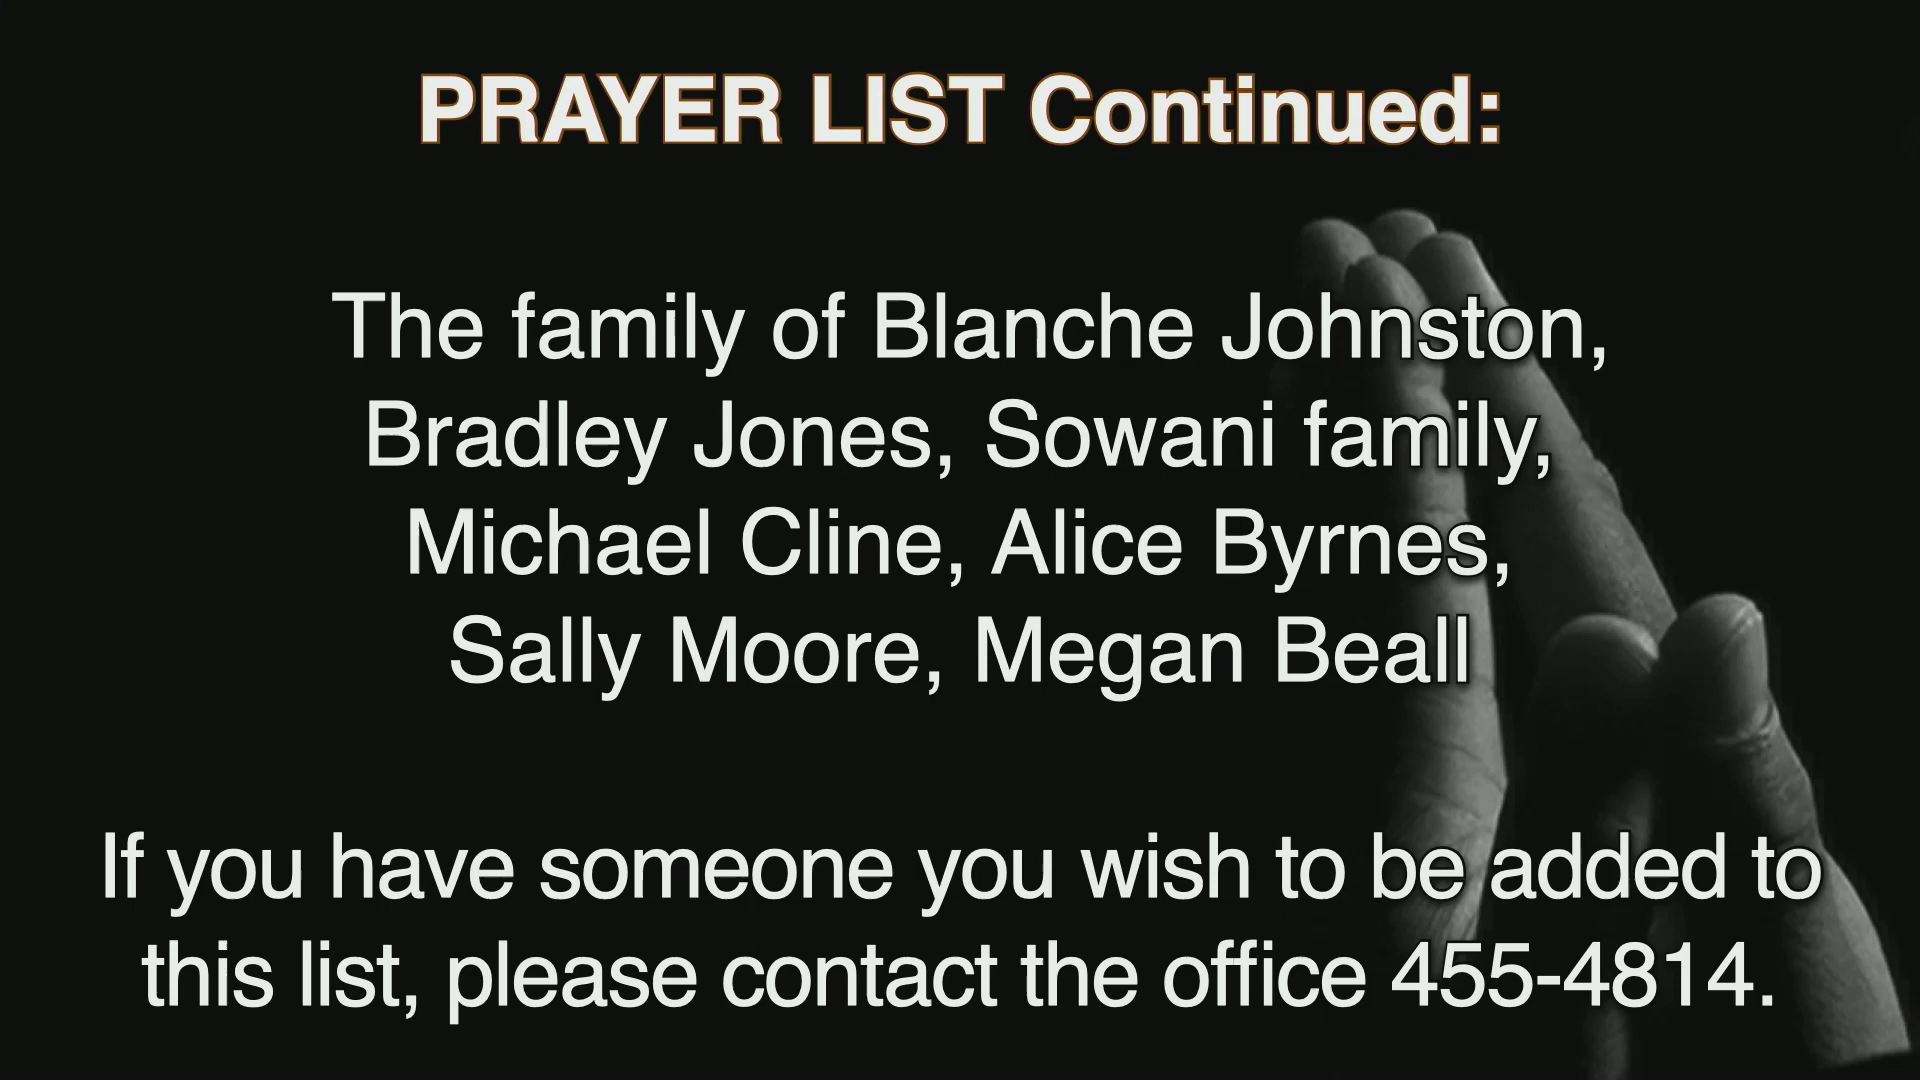 PRAYER LIST Continued:
The family of Blanche Johnston,
Bradley Jones, Sowani family,
Michael Cline, Alice Byrnes,
Sally Moore, Megan Beall
If you have someone you wish to be added to
this list, please contact the office 455-4814.